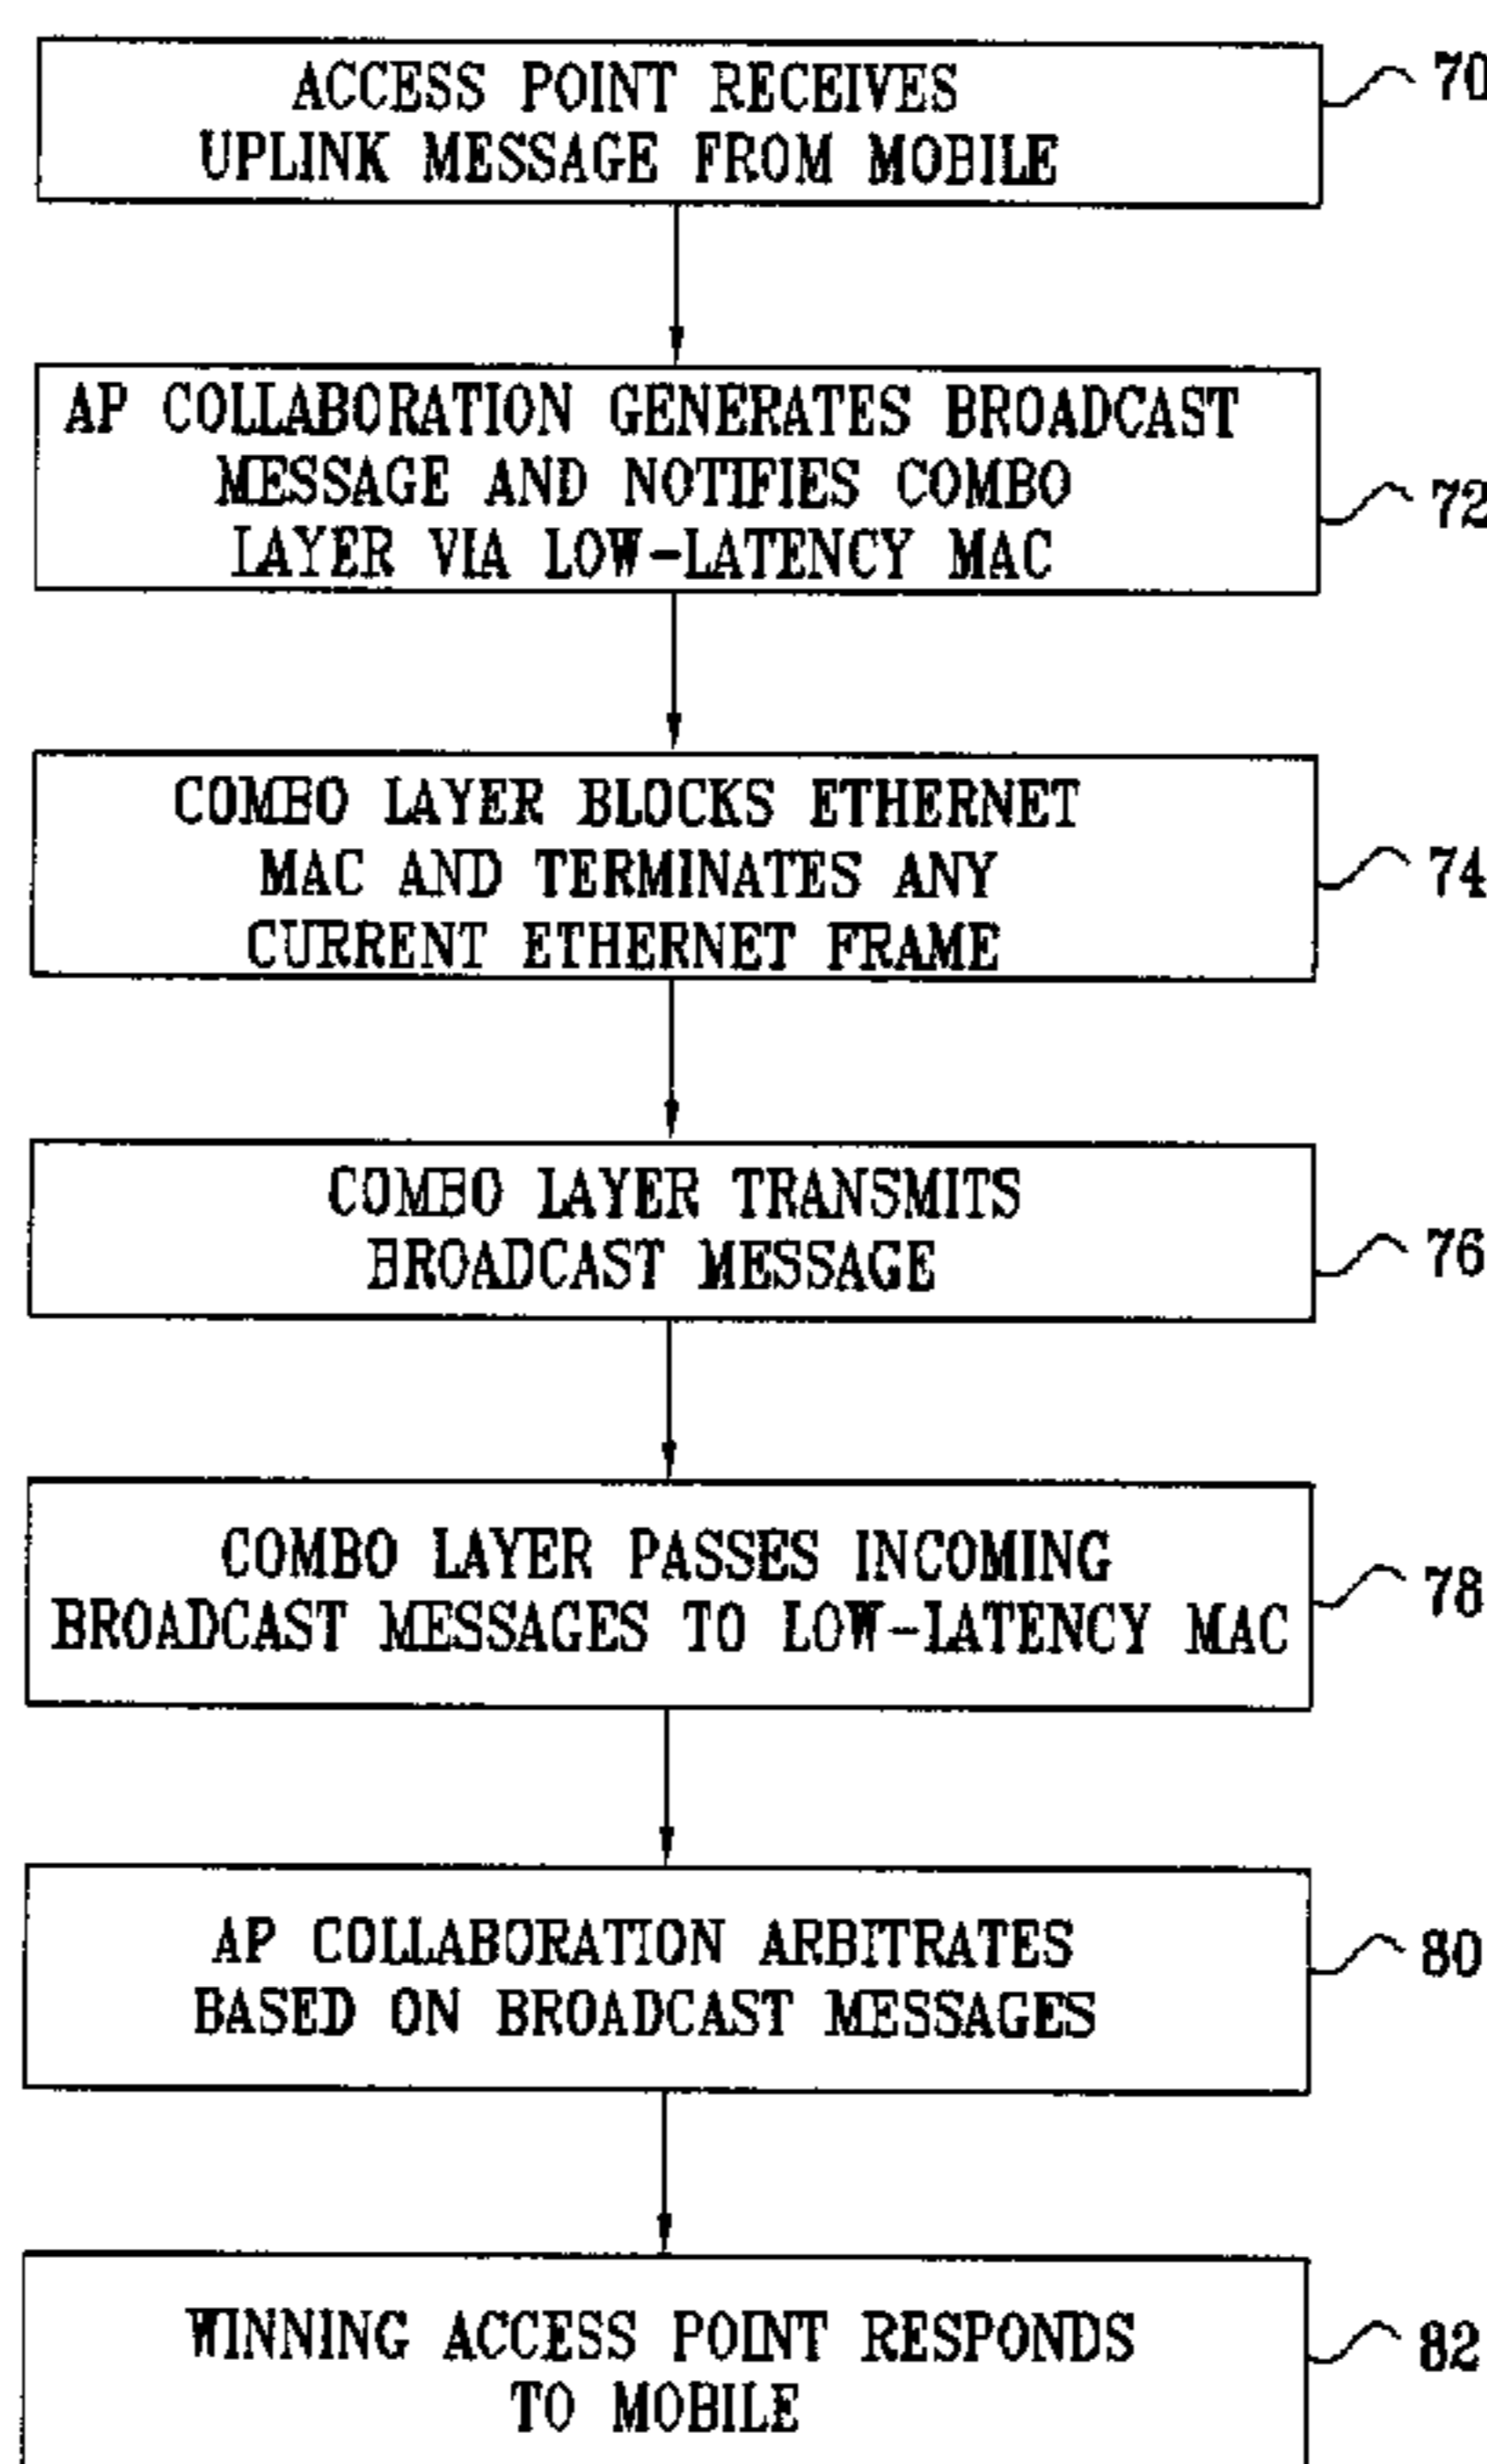 ACCESS POINT RECEIVES
UPLINK MESSAGE FROM MOBILE
70
AP COLLABORATION GENERATES BROADCAST
MESSAGE AND NOTIFIES COMBO
LAYER VIA LOW-LATENCY MAC
72
COMBO LAYER BLOCKS ETHERNET
MAC AND TERMINATES ANY
CURRENT ETHERNET FRAME
74
COMBO LAYER TRANSMITS
BROADCAST MESSAGE
76
COMBO LAYER PASSES INCOMING
BROADCAST MESSAGES TO LOW-LATENCY MAC
78
AP COLLABORATION ARBITRATES
BASED ON BROADCAST MESSAGES
80
WINNING ACCESS POINT RESPONDS
TO MOBILE
82